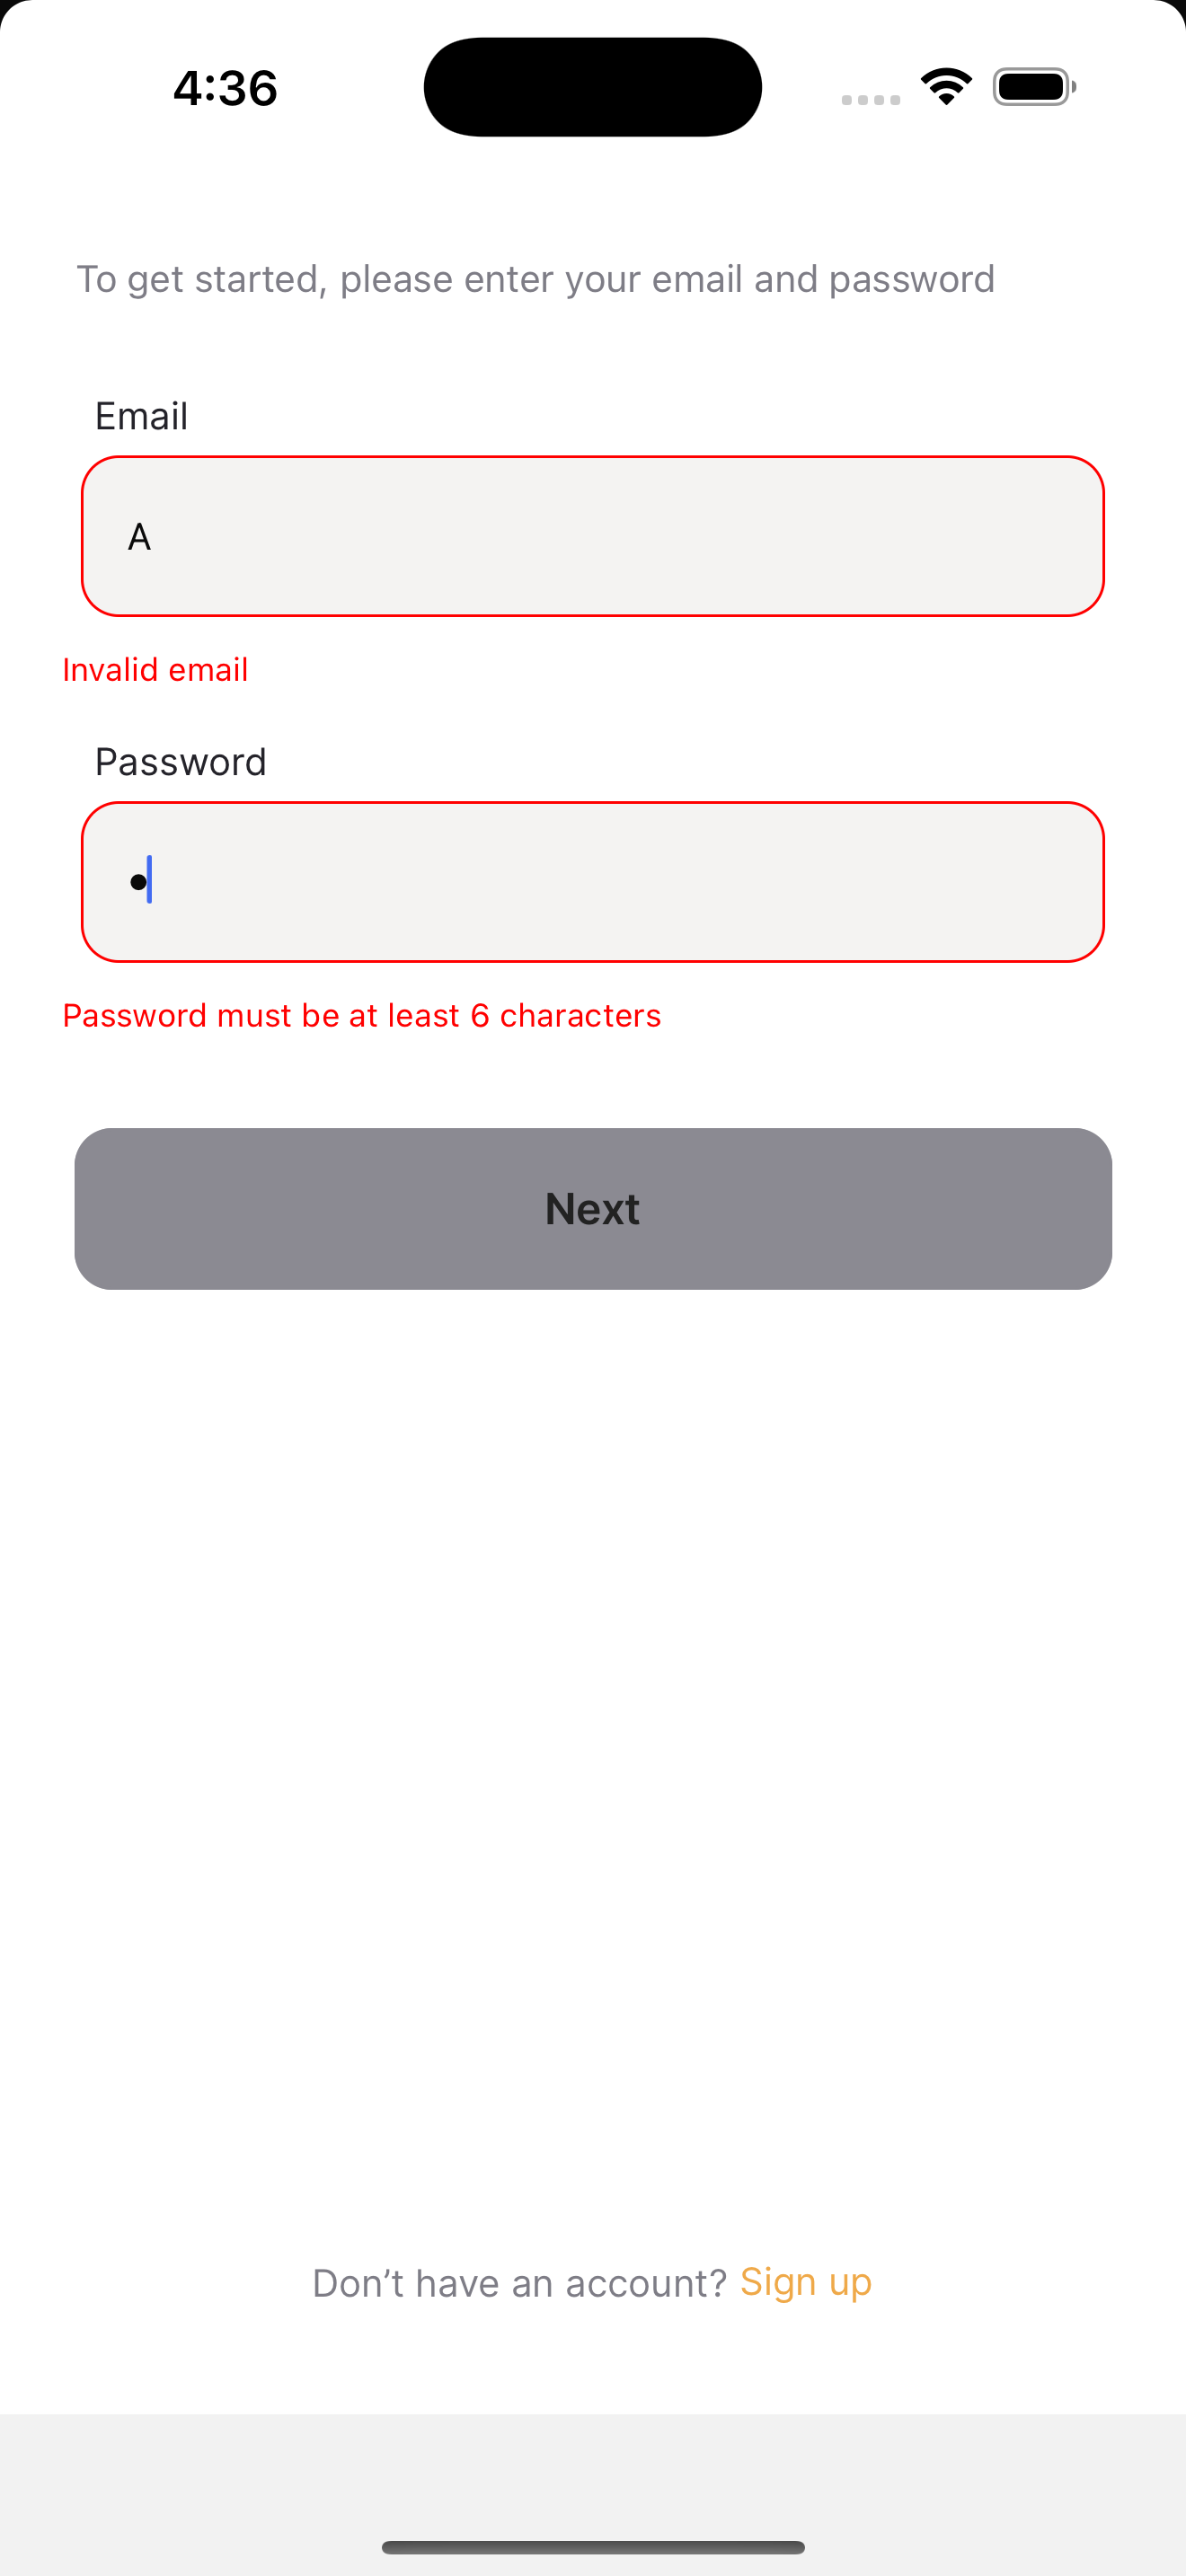 4:36
To get started, please enter your email and password
Email
A
Invalid email
Password
Password must be at least 6 characters
Next
Don’t have an account? Sign up